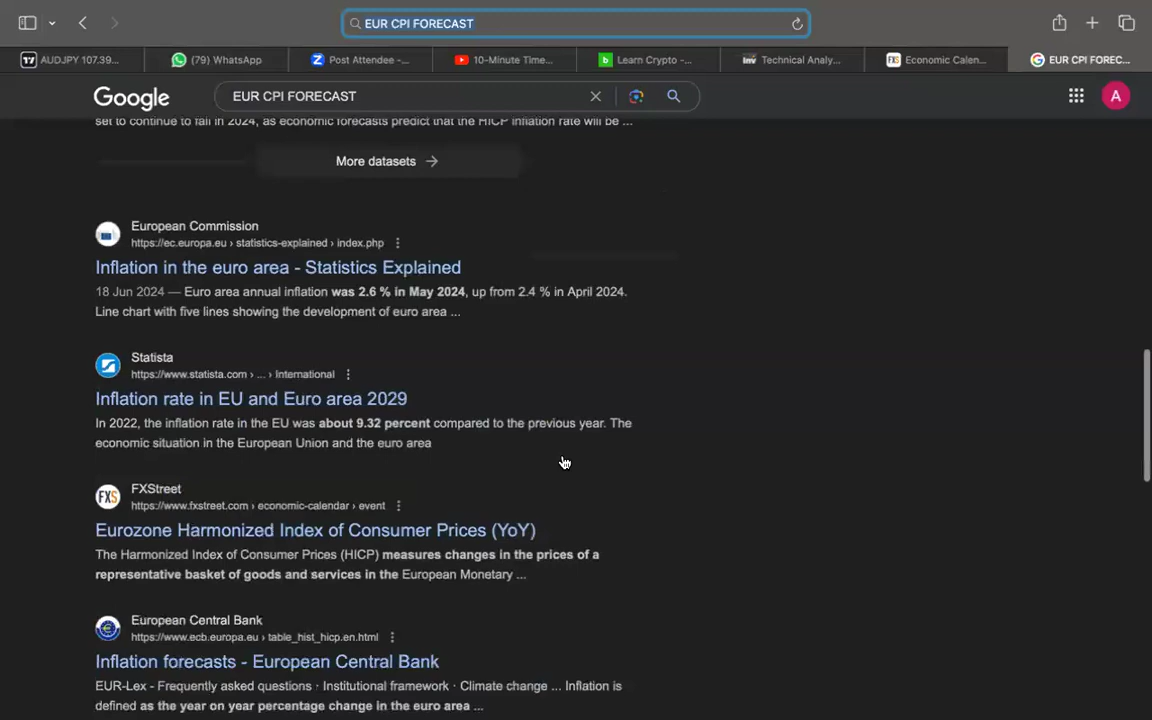 EUR CPI FORECAST
AUDJPY 107.39...
(79) WhatsApp
Post Attendee -...
10-Minute Time...
Learn Crypto -...
Technical Analy...
Economic Calen...
EUR CPI FOREC...
Google
EUR CPI FORECAST
A
set to continue to fall in 2024, as economic forecasts predict that the HICP inflation rate will be ...
More datasets →
European Commission
https://ec.europa.eu › statistics-explained › index.php
Inflation in the euro area - Statistics Explained
18 Jun 2024 — Euro area annual inflation was 2.6 % in May 2024, up from 2.4 % in April 2024.
Line chart with five lines showing the development of euro area ...
Statista
https://www.statista.com › ... › International
Inflation rate in EU and Euro area 2029
In 2022, the inflation rate in the EU was about 9.32 percent compared to the previous year. The
economic situation in the European Union and the euro area
FXS FXStreet
https://www.fxstreet.com › economic-calendar › event
Eurozone Harmonized Index of Consumer Prices (YoY)
The Harmonized Index of Consumer Prices (HICP) measures changes in the prices of a
representative basket of goods and services in the European Monetary ...
European Central Bank
https://www.ecb.europa.eu › table_hist_hicp.en.html
Inflation forecasts - European Central Bank
EUR-Lex - Frequently asked questions · Institutional framework · Climate change ... Inflation is
defined as the year on year percentage change in the euro area ...